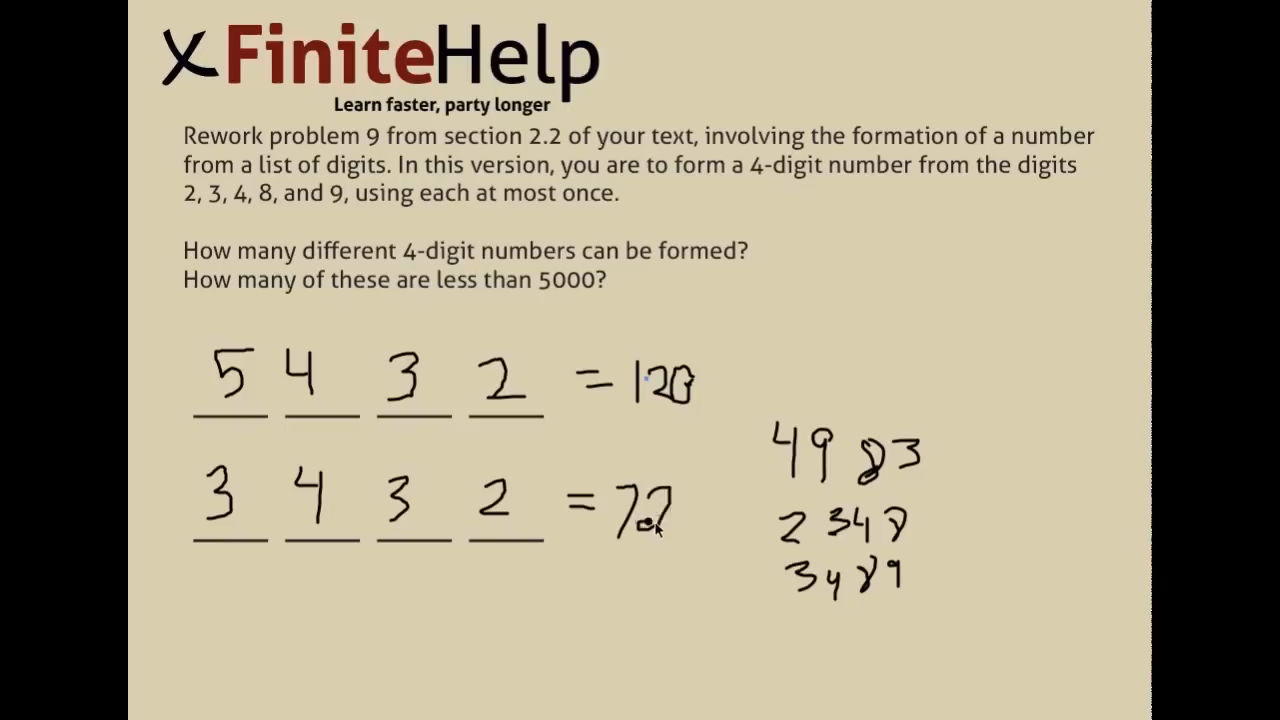 xFiniteHelp
Learn faster, party longer
Rework problem 9 from section 2.2 of your text, involving the formation of a number
from a list of digits. In this version, you are to form a 4-digit number from the digits
2, 3, 4, 8, and 9, using each at most once.
How many different 4-digit numbers can be formed?
How many of these are less than 5000?
5 4 3 2 = 120
3 4 3 2 = 72
4983
2348
3489